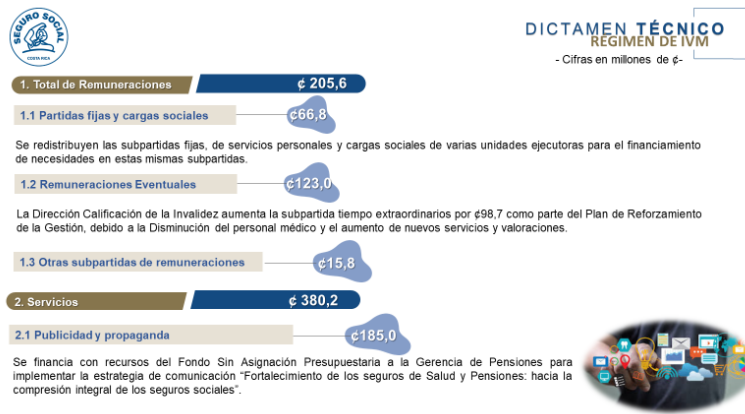 SEGURO SOCIAL
COSTA RICA
DICTAMEN TÉCNICO
RÉGIMEN DE IVM
- Cifras en millones de ₡-
1. Total de Remuneraciones ₡ 205,6
1.1 Partidas fijas y cargas sociales ₡66,8
Se redistribuyen las subpartidas fijas, de servicios personales y cargas sociales de varias unidades ejecutoras para el financiamiento
de necesidades en estas mismas subpartidas.
1.2 Remuneraciones Eventuales ₡123,0
La Dirección Calificación de la Invalidez aumenta la subpartida tiempo extraordinarios por ₡98,7 como parte del Plan de Reforzamiento
de la Gestión, debido a la Disminución del personal médico y el aumento de nuevos servicios y valoraciones.
1.3 Otras subpartidas de remuneraciones ₡15,8
2. Servicios ₡ 380,2
2.1 Publicidad y propaganda ₡185,0
Se financia con recursos del Fondo Sin Asignación Presupuestaria a la Gerencia de Pensiones para
implementar la estrategia de comunicación “Fortalecimiento de los seguros de Salud y Pensiones: hacia la
compresión integral de los seguros sociales”.